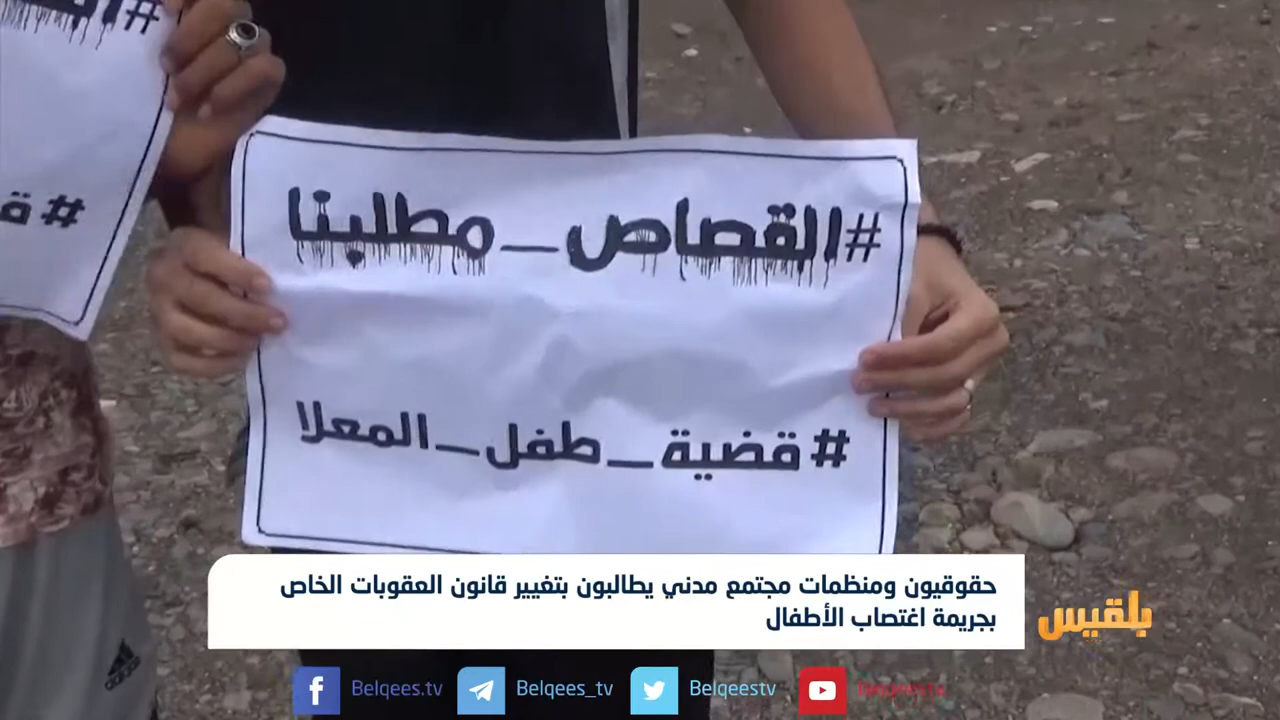 #القصاص_مطلبنا
#قضية_طفل_المعلا
حقوقيون ومنظمات مجتمع مدني يطالبون بتغيير قانون العقوبات الخاص
بجريمة اغتصاب الأطفال
بلقيس
Belqees.tv
Belqees_tv
Belqeestv
Belqeestv